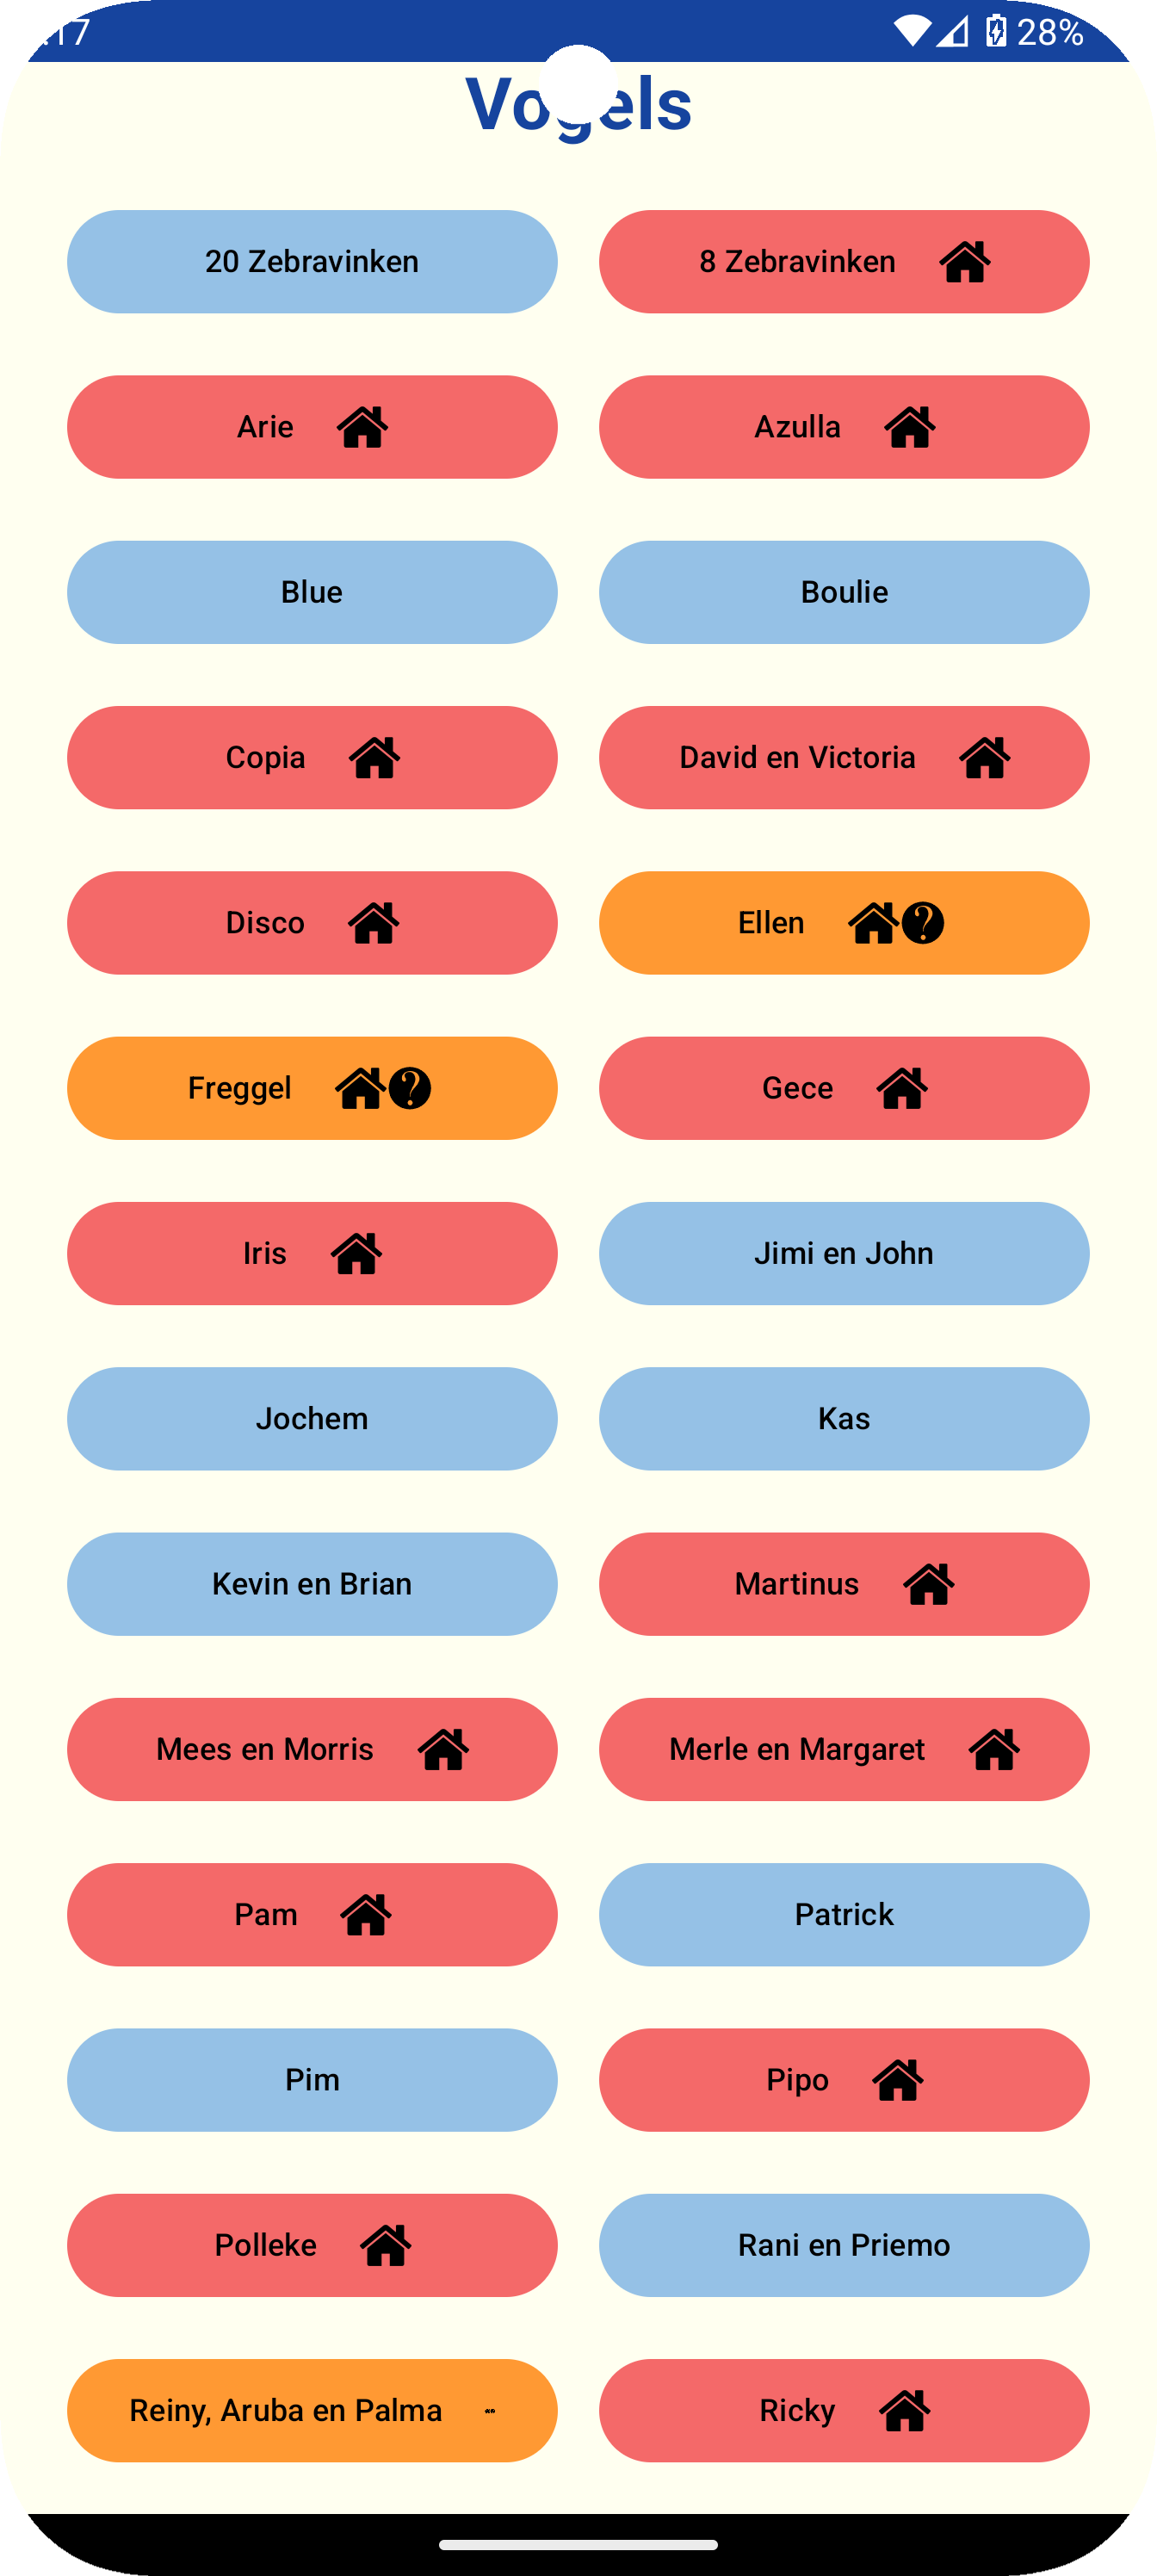 :17
28%
Vogels
20 Zebravinken
8 Zebravinken
Arie
Azulla
Blue
Boulie
Copia
David en Victoria
Disco
Ellen
Freggel
Gece
Iris
Jimi en John
Jochem
Kas
Kevin en Brian
Martinus
Mees en Morris
Merle en Margaret
Pam
Patrick
Pim
Pipo
Polleke
Rani en Priemo
Reiny, Aruba en Palma
Ricky